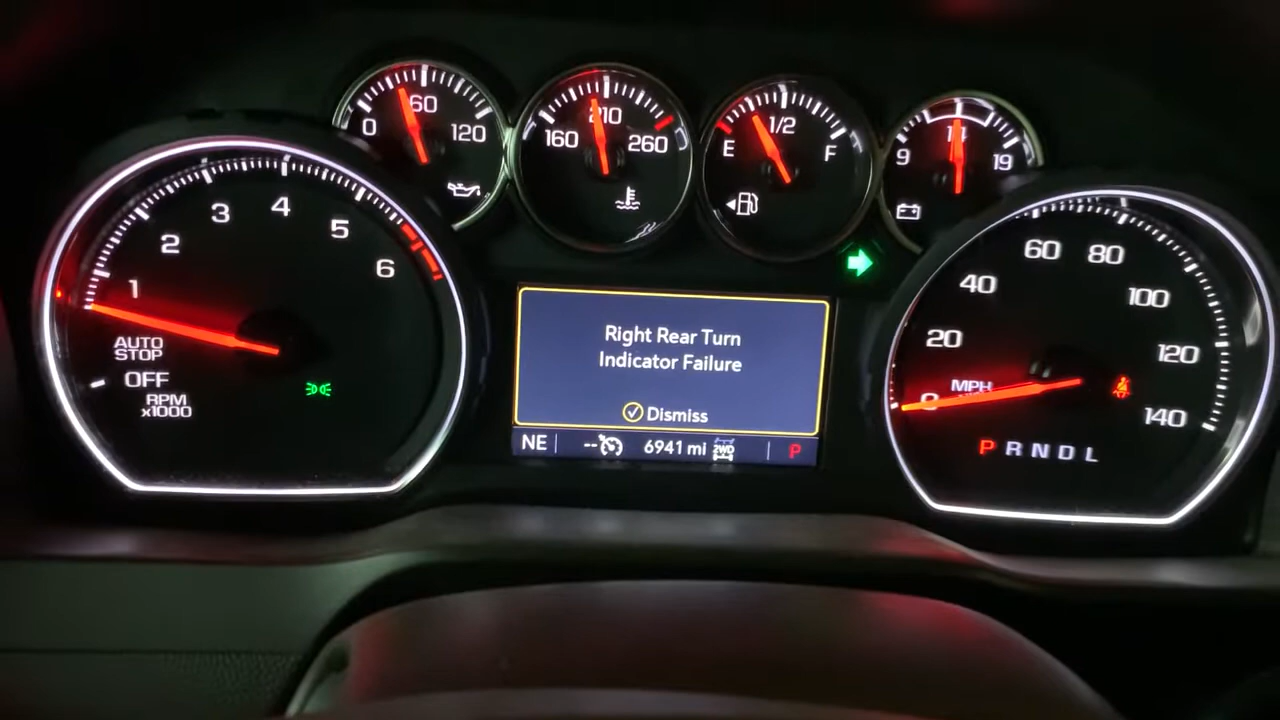 0 60 120
160 210 260
E 1/2 F
9 14 19
1 2 3 4 5 6
AUTO
STOP
OFF
RPM
x1000
Right Rear Turn
Indicator Failure
Dismiss
NE -- 6941 mi 2WD P
0 20 40 60 80 100 120 140
MPH
P R N D L